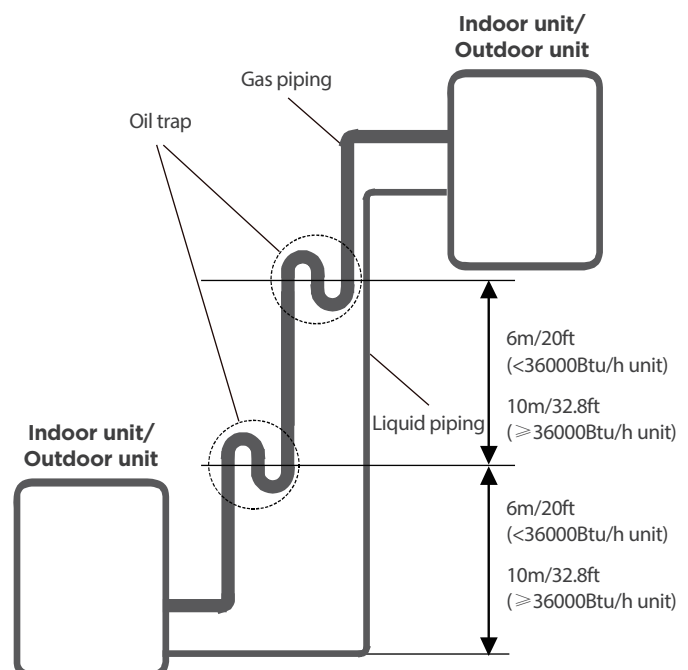 Indoor unit/
Outdoor unit
Gas piping
Oil trap
6m/20ft
(<36000Btu/h unit)
10m/32.8ft
(⩾36000Btu/h unit)
Liquid piping
Indoor unit/
Outdoor unit
6m/20ft
(<36000Btu/h unit)
10m/32.8ft
(⩾36000Btu/h unit)